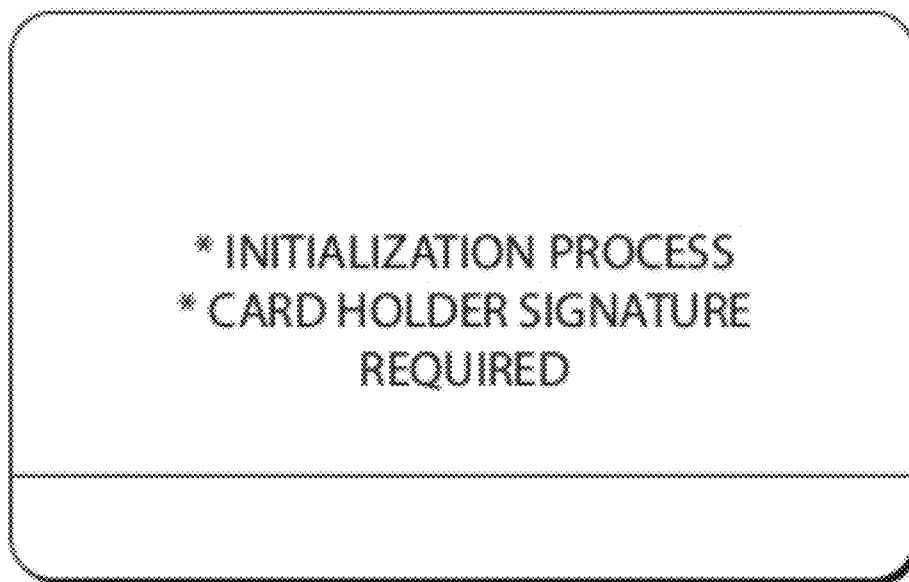 * INITIALIZATION PROCESS
* CARD HOLDER SIGNATURE
REQUIRED